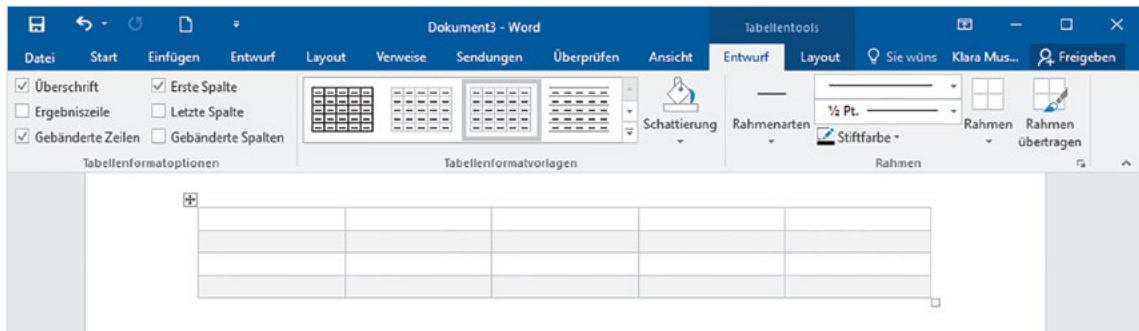 Dokument3 - Word
Tabellentools
Datei Start Einfügen Entwurf Layout Verweise Sendungen Überprüfen Ansicht Entwurf Layout Sie wüns Klara Mus... Freigeben
Überschrift
Ergebniszeile
Gebänderte Zeilen
Erste Spalte
Letzte Spalte
Gebänderte Spalten
Tabellenformatoptionen
Tabellenformatvorlagen
Schattierung
Rahmenarten
½ Pt.
Stiftfarbe
Rahmen
Rahmen
übertragen
Rahmen